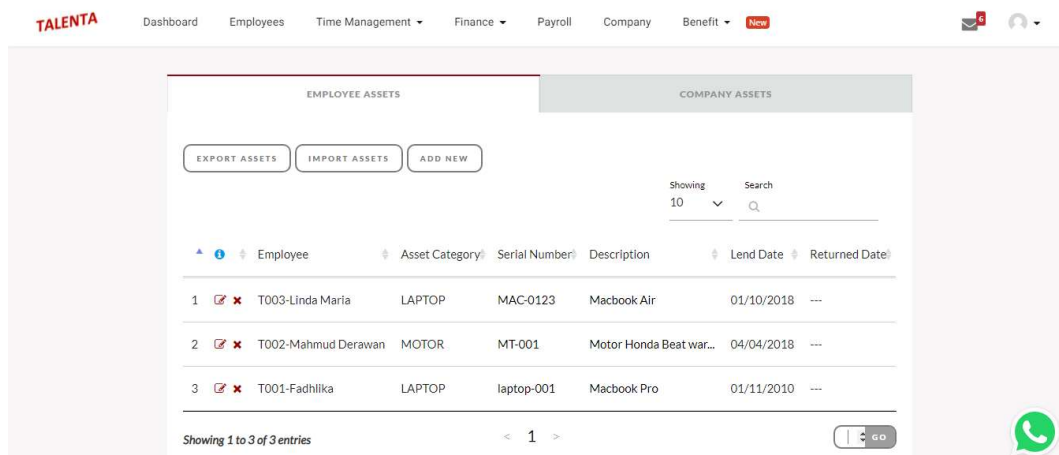 TALENTA Dashboard Employees Time Management Finance Payroll Company Benefit New 6
EMPLOYEE ASSETS COMPANY ASSETS
EXPORT ASSETS IMPORT ASSETS ADD NEW
Showing Search
10
Employee Asset Category Serial Number Description Lend Date Returned Date
1 T003-Linda Maria LAPTOP MAC-0123 Macbook Air 01/10/2018 ---
2 T002-Mahmud Derawan MOTOR MT-001 Motor Honda Beat war... 04/04/2018 ---
3 T001-Fadhlika LAPTOP laptop-001 Macbook Pro 01/11/2010 ---
Showing 1 to 3 of 3 entries < 1 > GO